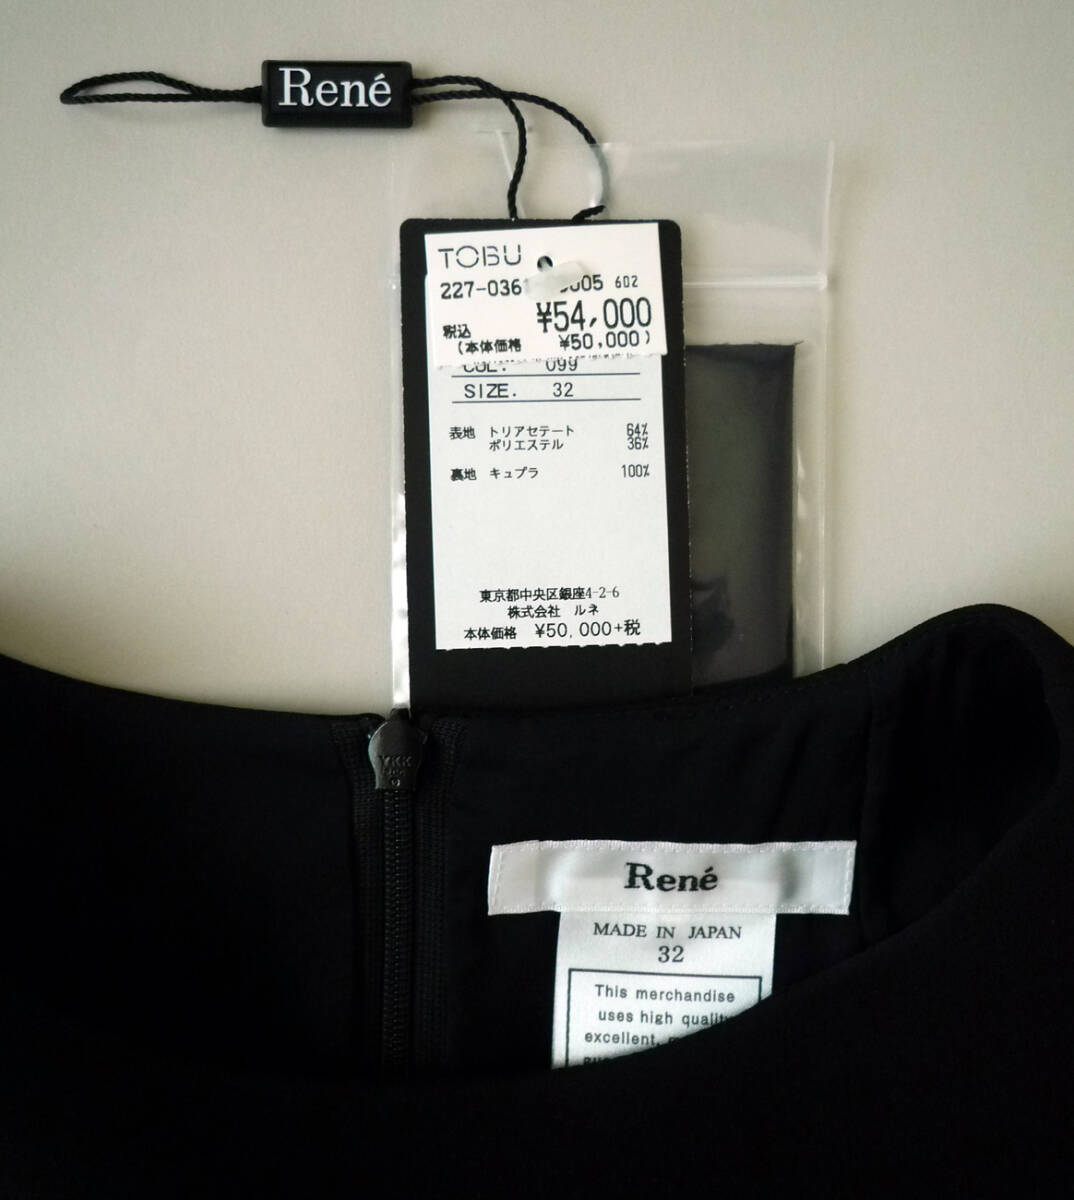 René
TOBU
602
¥54,000
税込
(本体価格 ¥50,000)
COL. 099
SIZE. 32
表地 トリアセテート 64%
ポリエステル 36%
裏地 キュプラ 100%
東京都中央区銀座4-2-6
株式会社 ルネ
本体価格 ¥50,000+税
YKK
René
MADE IN JAPAN
32
This merchandise
uses high quality
excellent,